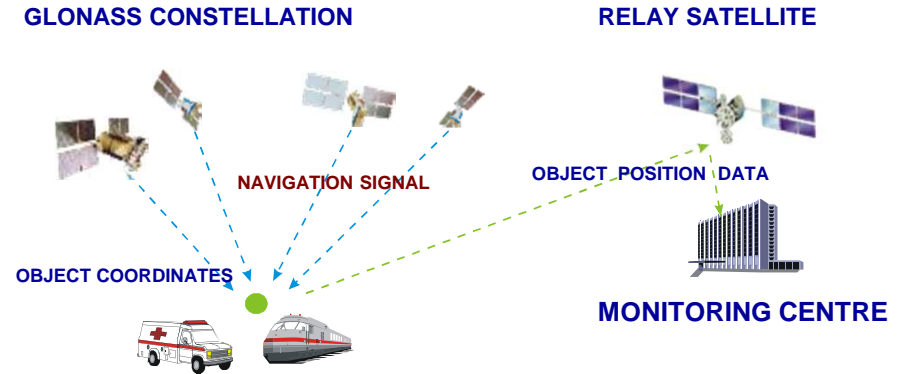 GLONASS CONSTELLATION
RELAY SATELLITE
NAVIGATION SIGNAL
OBJECT POSITION DATA
OBJECT COORDINATES
MONITORING CENTRE